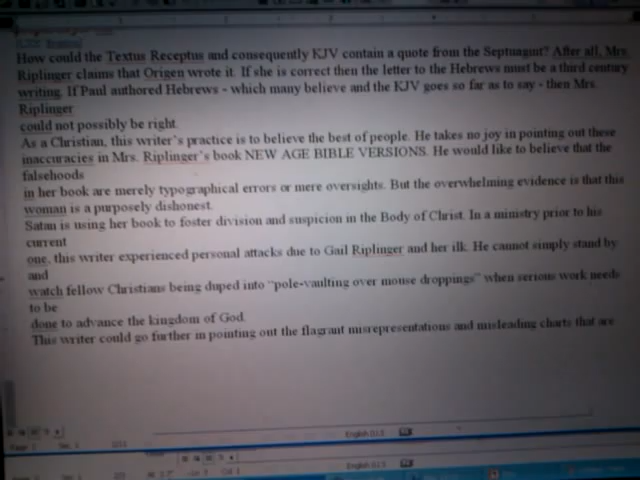 How could the Textus Receptus and consequently KJV contain a quote from the Septuagint? After all, Mrs.
Riplinger claims that Origen wrote it. If she is correct then the letter to the Hebrews must be a third century
writing. If Paul authored Hebrews - which many believe and the KJV goes so far as to say - then Mrs.
Riplinger
could not possibly be right.
As a Christian, this writer's practice is to believe the best of people. He takes no joy in pointing out these
inaccuracies in Mrs. Riplinger's book NEW AGE BIBLE VERSIONS. He would like to believe that the
falsehoods
in her book are merely typographical errors or mere oversights. But the overwhelming evidence is that this
woman is a purposely dishonest.
Satan is using her book to foster division and suspicion in the Body of Christ. In a ministry prior to his
current
one, this writer experienced personal attacks due to Gail Riplinger and her ilk. He cannot simply stand by
and
watch fellow Christians being duped into "pole-vaulting over mouse droppings" when serious work needs
to be
done to advance the kingdom of God.
This writer could go further in pointing out the flagrant misrepresentations and misleading charts that are
English (U.S
English (U.S